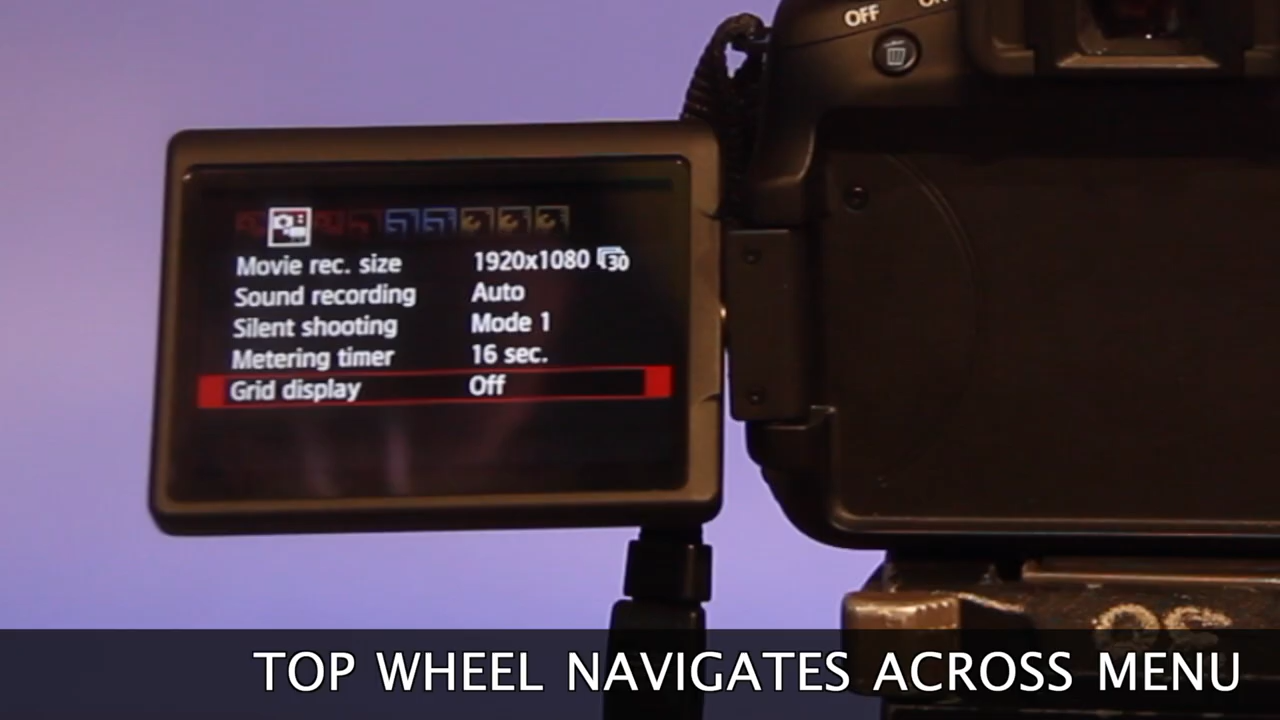 OFF ON
Movie rec. size 1920x1080 30
Sound recording Auto
Silent shooting Mode 1
Metering timer 16 sec.
Grid display Off
TOP WHEEL NAVIGATES ACROSS MENU